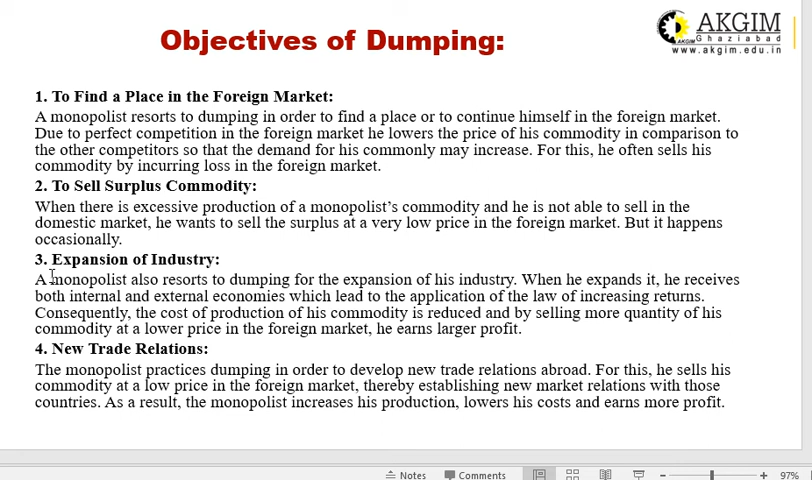 AKGIM
AKGIM Ghaziabad
www.akgim.edu.in
Objectives of Dumping:
1. To Find a Place in the Foreign Market:
A monopolist resorts to dumping in order to find a place or to continue himself in the foreign market.
Due to perfect competition in the foreign market he lowers the price of his commodity in comparison to
the other competitors so that the demand for his commonly may increase. For this, he often sells his
commodity by incurring loss in the foreign market.
2. To Sell Surplus Commodity:
When there is excessive production of a monopolist’s commodity and he is not able to sell in the
domestic market, he wants to sell the surplus at a very low price in the foreign market. But it happens
occasionally.
3. Expansion of Industry:
A monopolist also resorts to dumping for the expansion of his industry. When he expands it, he receives
both internal and external economies which lead to the application of the law of increasing returns.
Consequently, the cost of production of his commodity is reduced and by selling more quantity of his
commodity at a lower price in the foreign market, he earns larger profit.
4. New Trade Relations:
The monopolist practices dumping in order to develop new trade relations abroad. For this, he sells his
commodity at a low price in the foreign market, thereby establishing new market relations with those
countries. As a result, the monopolist increases his production, lowers his costs and earns more profit.
Notes Comments 97%